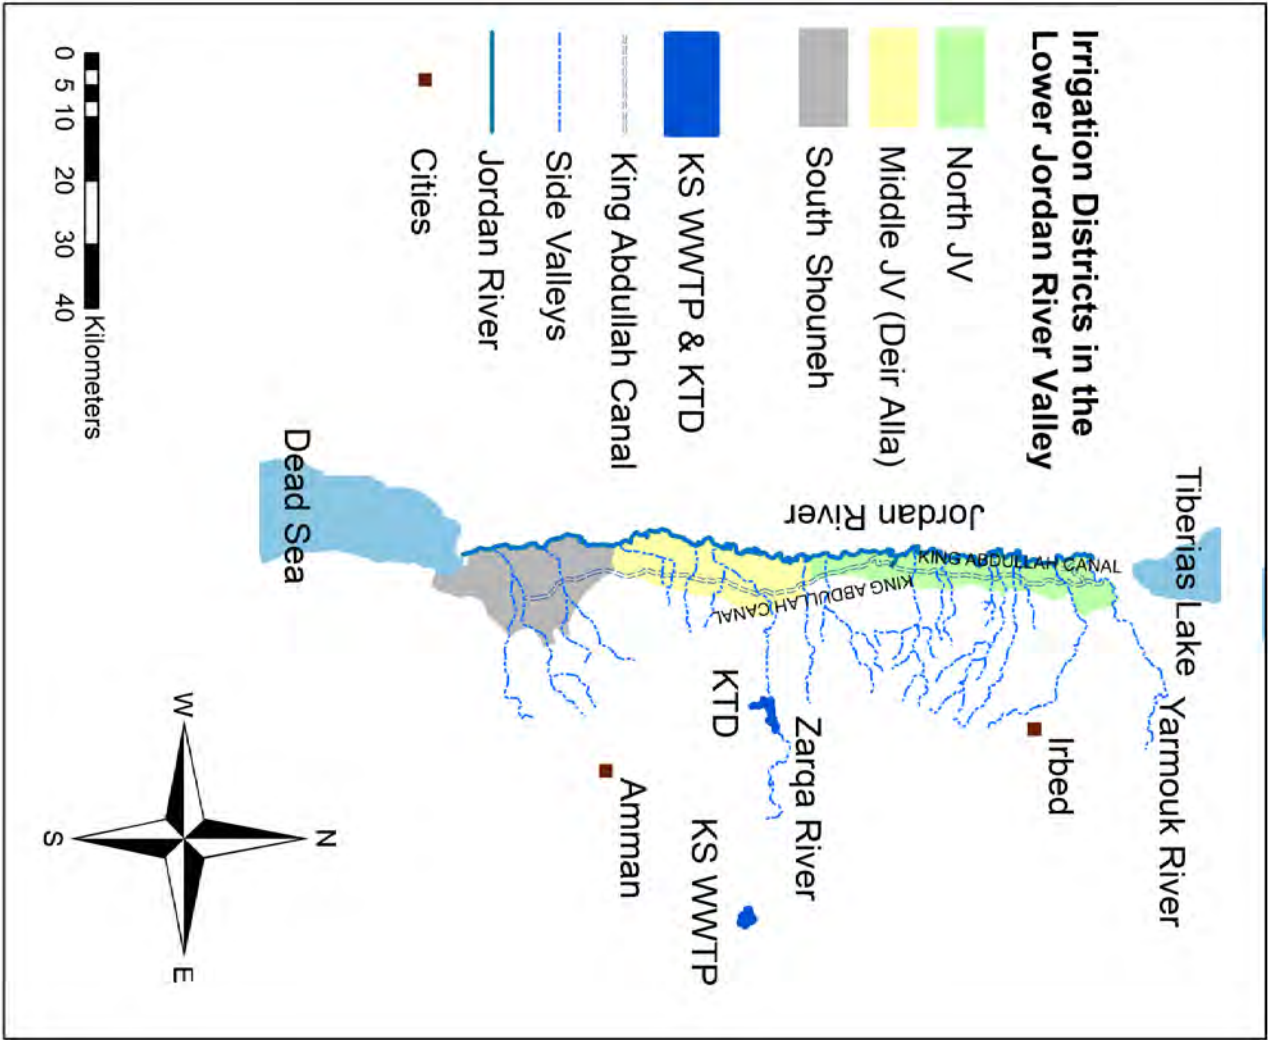 Irrigation Districts in the
Lower Jordan River Valley
North JV
Middle JV (Deir Alla)
South Shouneh
KS WWTP & KTD
King Abdullah Canal
Side Valleys
Jordan River
Cities
0 5 10 20 30 40
Kilometers
Tiberias Lake
Yarmouk River
Jordan River
KING ABDULLAH CANAL
KING ABDULLAH CANAL
Irbed
Zarqa River
KTD
KS WWTP
Amman
Dead Sea
N
W
E
S